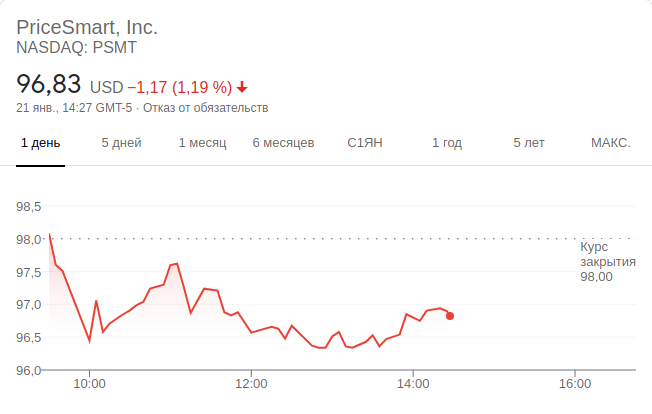 PriceSmart, Inc.
NASDAQ: PSMT
96,83 USD −1,17 (1,19 %)
21 янв., 14:27 GMT-5 · Отказ от обязательств
1 день 5 дней 1 месяц 6 месяцев С1ЯН 1 год 5 лет МАКС.
98,5
98,0
Курс
закрытия
97,5
98,00
97,0
96,5
96,0
10:00 12:00 14:00 16:00